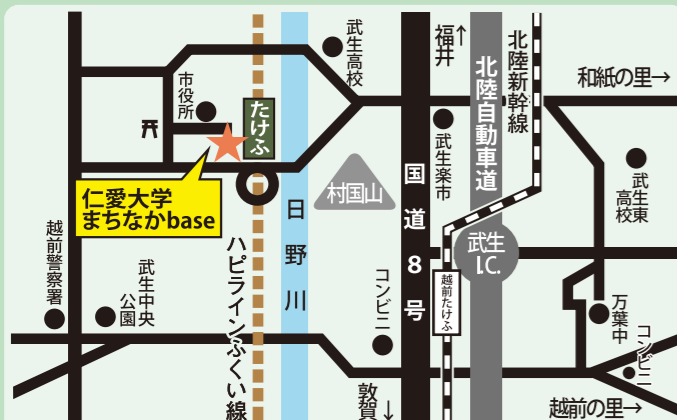 武生高校
↑福井
北陸自動車道
北陸新幹線
和紙の里→
市役所
たけふ
武生楽市
武生東高校
仁愛大学
まちなかbase
村国山
国道8号
日野川
武生
I.C.
越前警察署
武生中央公園
ハピラインふくい線
コンビニ
越前たけふ
万葉中
コンビニ
敦賀↓
越前の里→